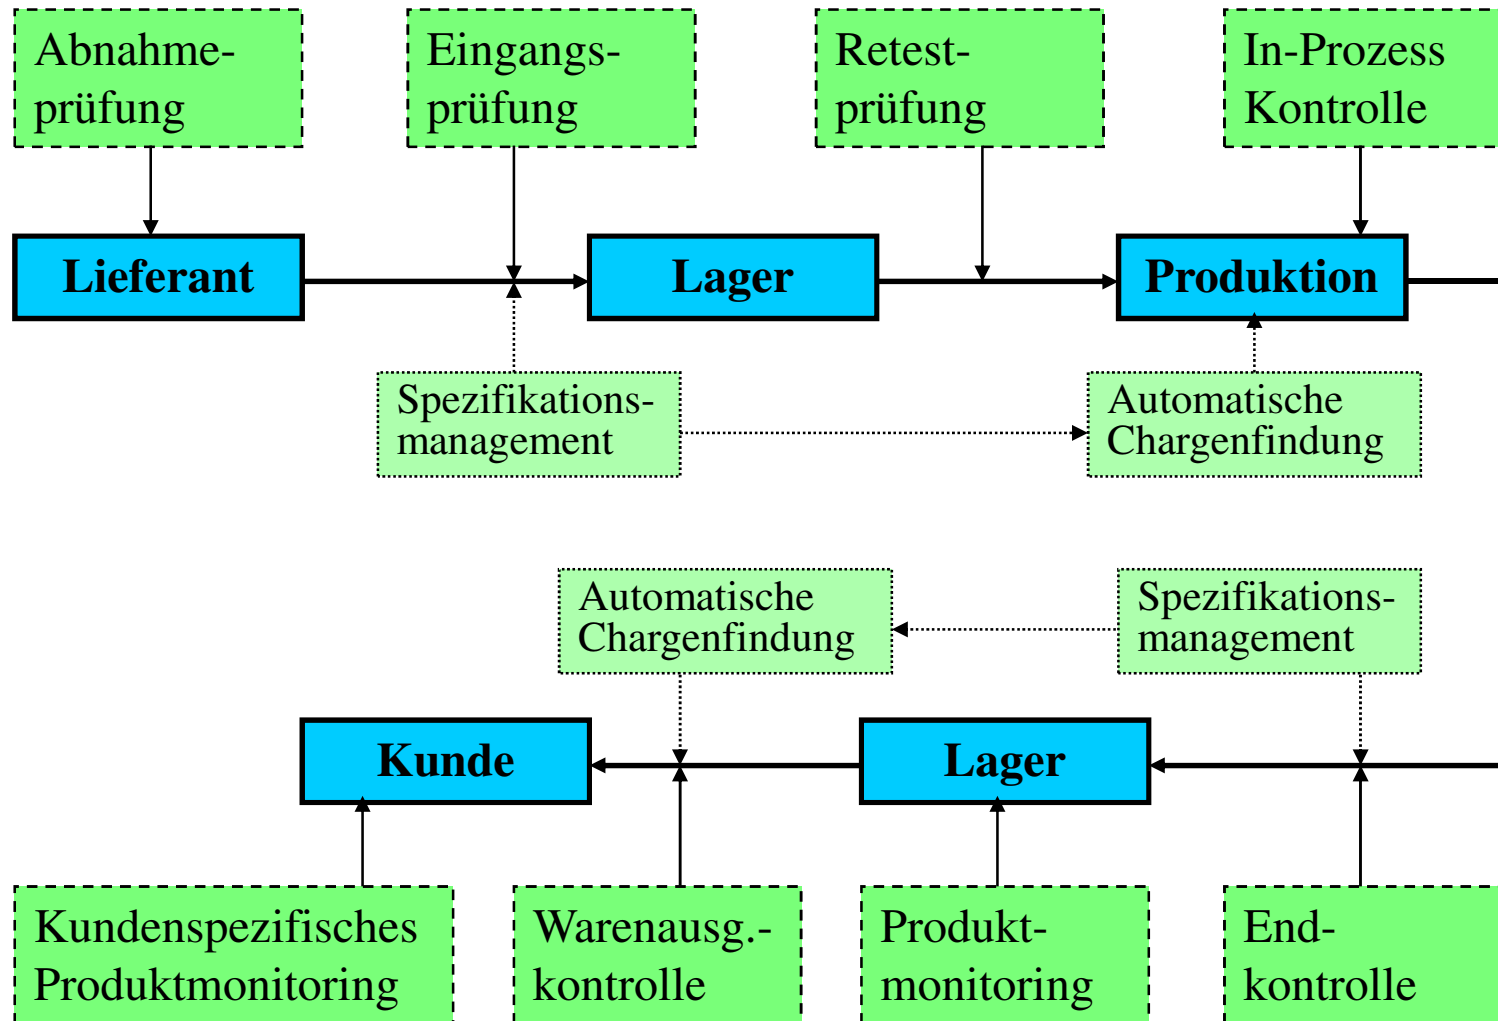 Abnahme-
prüfung
Eingangs-
prüfung
Retest-
prüfung
In-Prozess
Kontrolle
Lieferant
Lager
Produktion
Spezifikations-
management
Automatische
Chargenfindung
Automatische
Chargenfindung
Spezifikations-
management
Kunde
Lager
Kundenspezifisches
Produktmonitoring
Warenausg.-
kontrolle
Produkt-
monitoring
End-
kontrolle